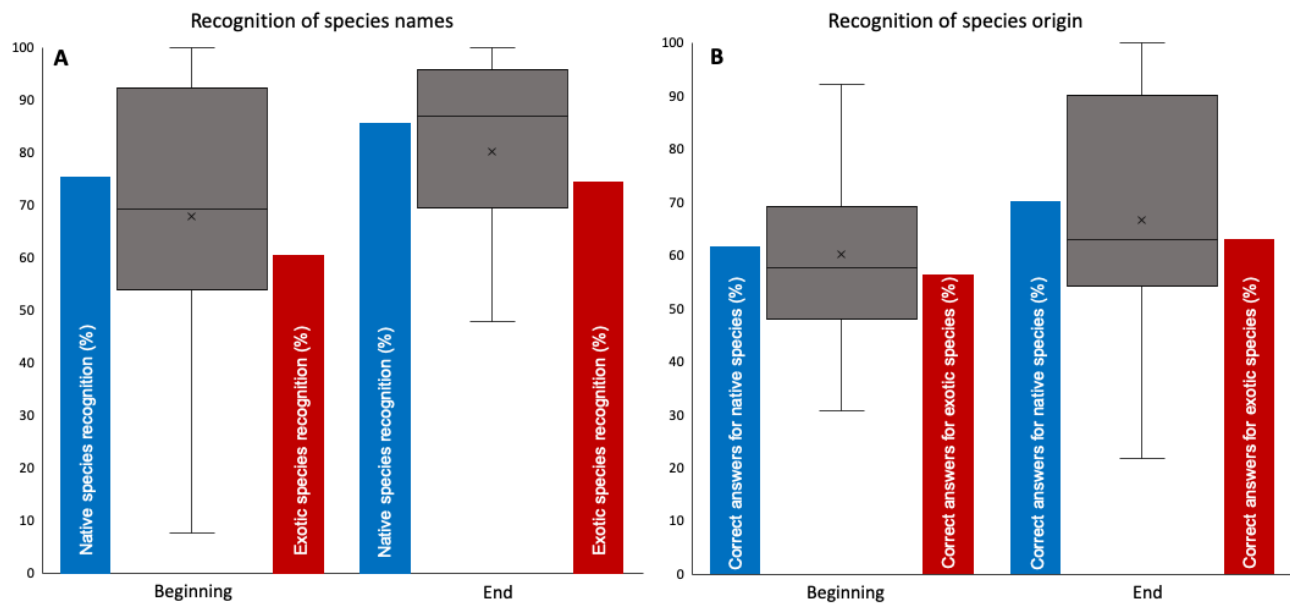 Recognition of species names
A
100
90
80
70
60
50
40
30
20
10
0
Native species recognition (%)
Exotic species recognition (%)
Native species recognition (%)
Exotic species recognition (%)
Beginning
End
Recognition of species origin
B
100
90
80
70
60
50
40
30
20
10
0
Correct answers for native species (%)
Correct answers for exotic species (%)
Correct answers for native species (%)
Correct answers for exotic species (%)
Beginning
End